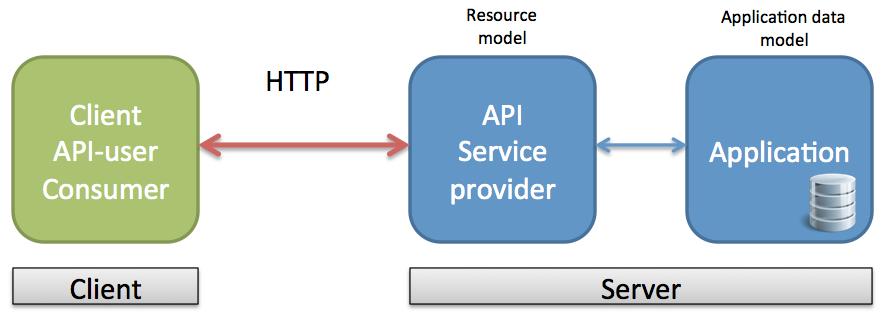 Resource
model
Application data
model
HTTP
Client
API-user
Consumer
API
Service
provider
Application
Client
Server